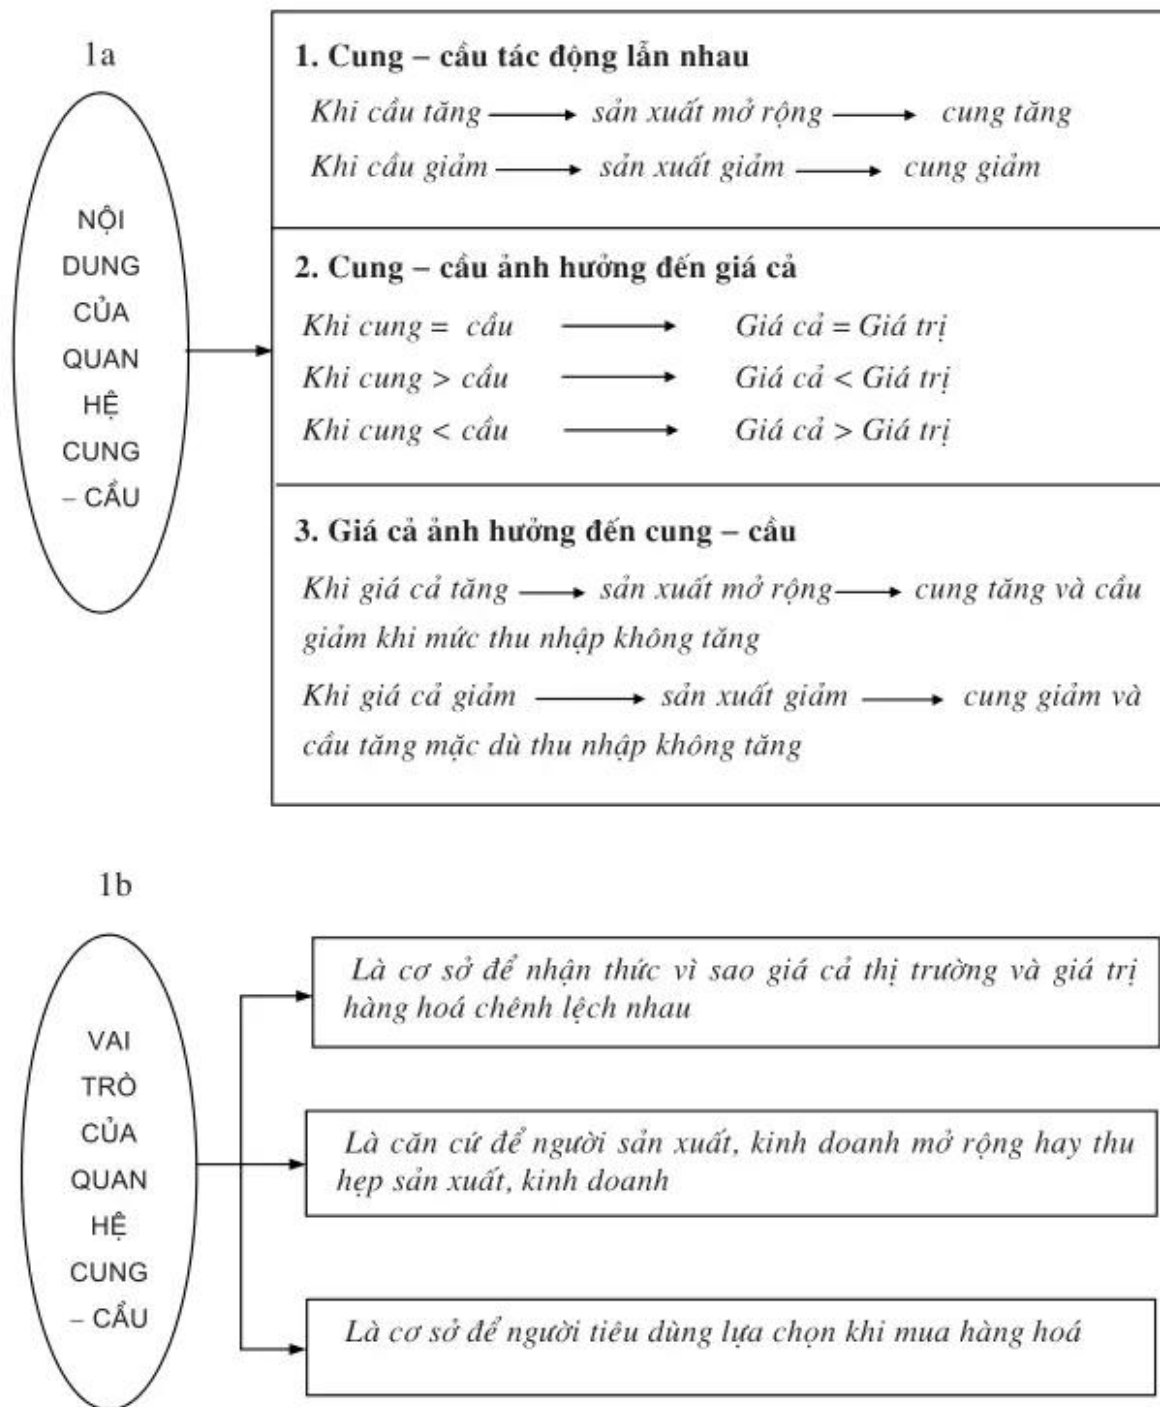 1a
NỘI
DUNG
CỦA
QUAN
HỆ
CUNG
– CẦU
1. Cung – cầu tác động lẫn nhau
Khi cầu tăng sản xuất mở rộng cung tăng
Khi cầu giảm sản xuất giảm cung giảm
2. Cung – cầu ảnh hưởng đến giá cả
Khi cung = cầu Giá cả = Giá trị
Khi cung > cầu Giá cả < Giá trị
Khi cung < cầu Giá cả > Giá trị
3. Giá cả ảnh hưởng đến cung – cầu
Khi giá cả tăng sản xuất mở rộng cung tăng và cầu
giảm khi mức thu nhập không tăng
Khi giá cả giảm sản xuất giảm cung giảm và
cầu tăng mặc dù thu nhập không tăng
1b
VAI
TRÒ
CỦA
QUAN
HỆ
CUNG
– CẨU
Là cơ sở để nhận thức vì sao giá cả thị trường và giá trị
hàng hoá chênh lệch nhau
Là căn cứ để người sản xuất, kinh doanh mở rộng hay thu
hẹp sản xuất, kinh doanh
Là cơ sở để người tiêu dùng lựa chọn khi mua hàng hoá